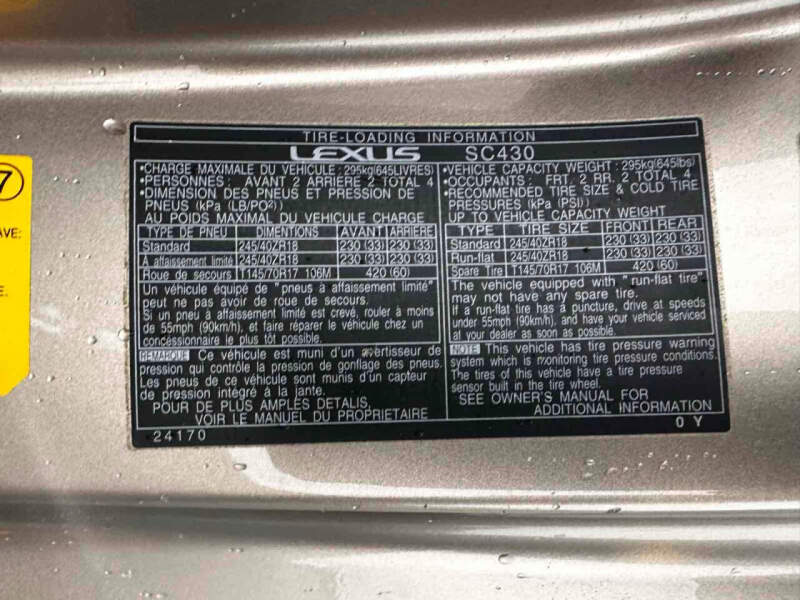 TIRE-LOADING INFORMATION
LEXUS SC430
•CHARGE MAXIMALE DU VÉHICULE : 295kg(645LIVRES)
•PERSONNES : AVANT 2 ARRIERE 2 TOTAL 4
•DIMENSION DES PNEUS ET PRESSION DE
PNEUS (kPa (LB/PO²))
AU POIDS MAXIMAL DU VEHICULE CHARGE
TYPE DE PNEU DIMENTIONS AVANT ARRIÈRE
Standard 245/40ZR18 230 (33) 230 (33)
À affaissement limité 245/40ZR18 230 (33) 230 (33)
Roue de secours T145/70R17 106M 420 (60)
Un véhicule équipé de "pneus à affaissement limité"
peut ne pas avoir de roue de secours.
Si un pneu à affaissement limité est crevé, rouler à moins
de 55mph (90km/h), et faire réparer le véhicule chez un
concéssionnaire le plus tôt possible.
REMARQUE Ce véhicule est muni d'un avertisseur de
pression qui contrôle la pression de gonflage des pneus.
Les pneus de ce véhicule sont munis d'un capteur
de pression intégré à la jante.
POUR DE PLUS AMPLES DETAILS,
VOIR LE MANUEL DU PROPRIETAIRE
24170
•VEHICLE CAPACITY WEIGHT : 295kg(645lbs)
•OCCUPANTS : FRT. 2 RR. 2 TOTAL 4
•RECOMMENDED TIRE SIZE & COLD TIRE
PRESSURES (kPa (PSI)) :
UP TO VEHICLE CAPACITY WEIGHT
TYPE TIRE SIZE FRONT REAR
Standard 245/40ZR18 230 (33) 230 (33)
Run-flat 245/40ZR18 230 (33) 230 (33)
Spare Tire T145/70R17 106M 420 (60)
The vehicle equipped with "run-flat tire"
may not have any spare tire.
If a run-flat tire has a puncture, drive at speeds
under 55mph (90km/h), and have your vehicle serviced
at your dealer as soon as possible.
NOTE This vehicle has tire pressure warning
system which is monitoring tire pressure conditions.
The tires of this vehicle have a tire pressure
sensor built in the tire wheel.
SEE OWNER'S MANUAL FOR
ADDITIONAL INFORMATION
0 Y
7
AVE:
E.